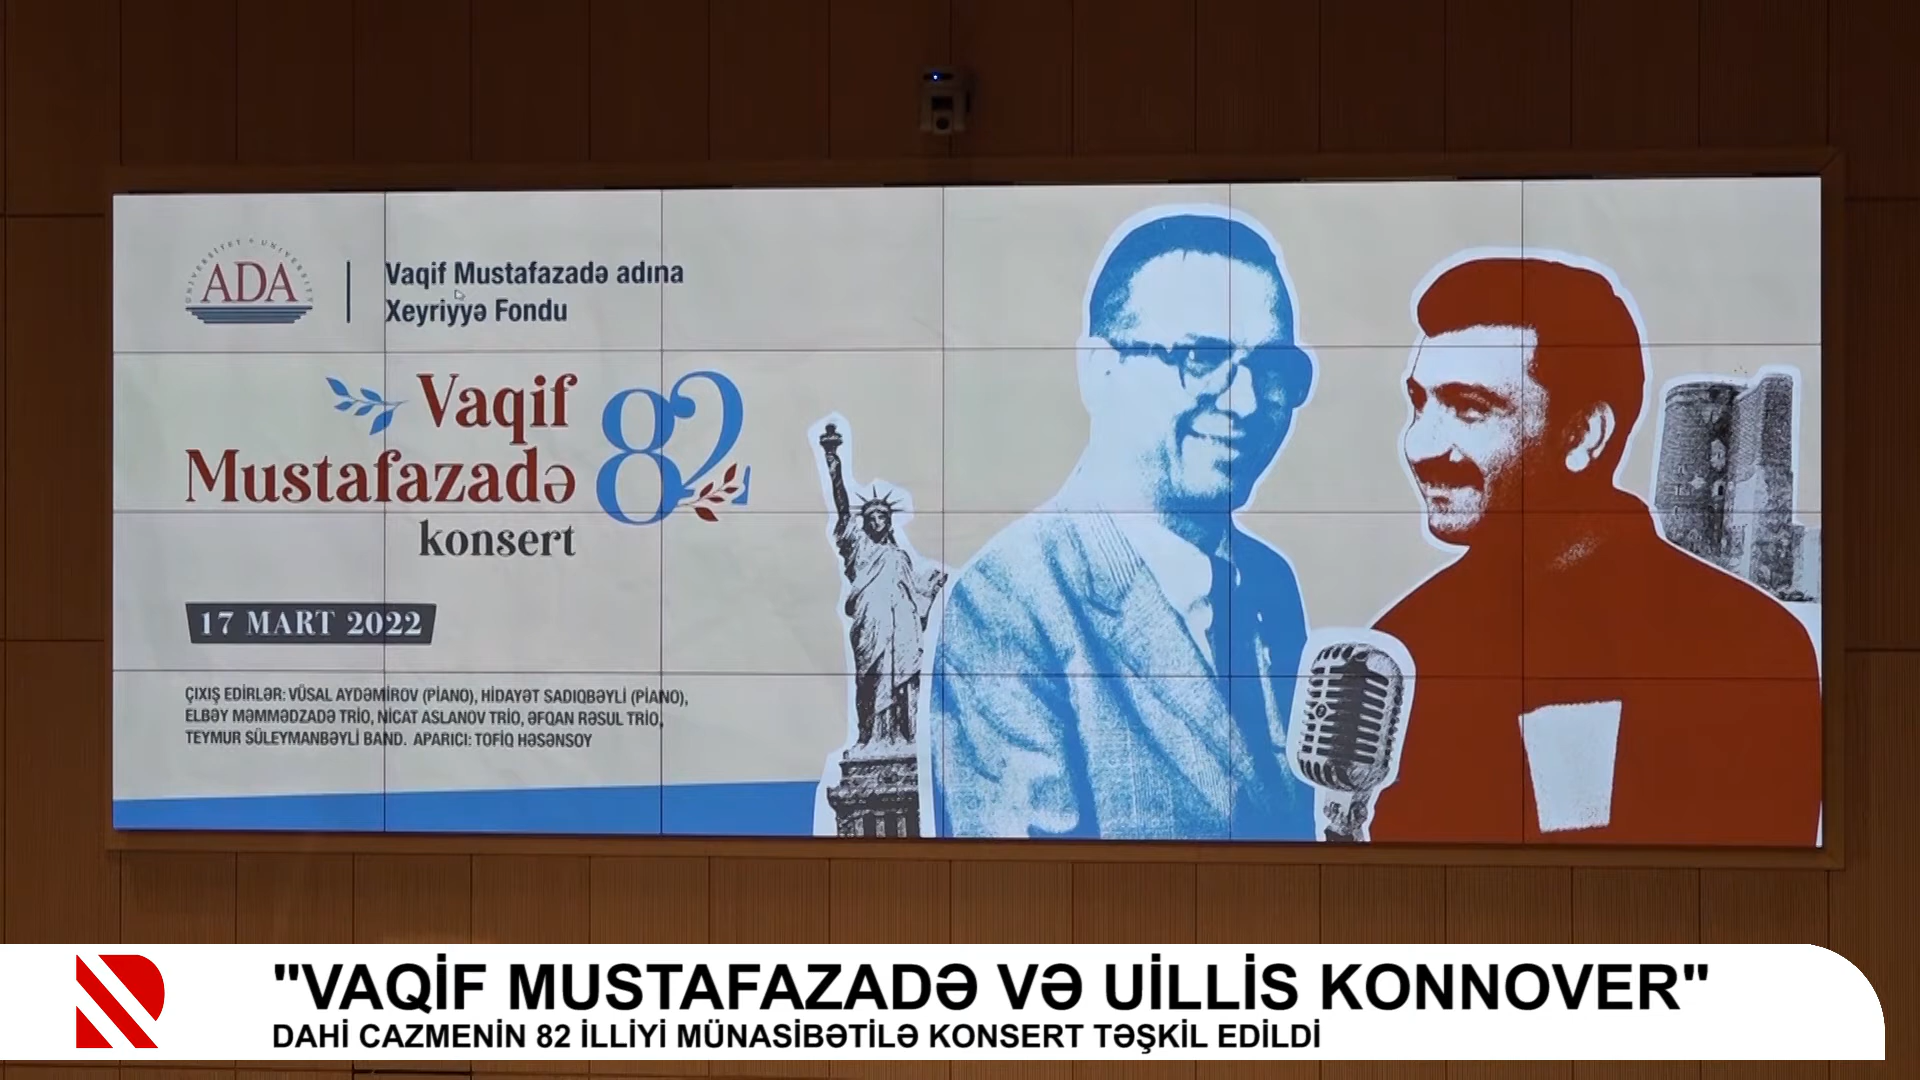 UNIVERSITET • UNIVERSITY
ADA
Vaqif Mustafazadə adına
Xeyriyyə Fondu
Vaqif
Mustafazadə
82
konsert
17 MART 2022
ÇIXIŞ EDİRLƏR: VÜSAL AYDƏMİROV (PİANO), HİDAYƏT SADIQBƏYLİ (PİANO),
ELBƏY MƏMMƏDZADƏ TRİO, NİCAT ASLANOV TRİO, ƏFQAN RƏSUL TRİO,
TEYMUR SÜLEYMANBƏYLİ BAND. APARICI: TOFİQ HƏSƏNSOY
"VAQİF MUSTAFAZADƏ VƏ UİLLİS KONNOVER"
DAHİ CAZMENİN 82 İLLİYİ MÜNASİBƏTİLƏ KONSERT TƏŞKİL EDİLDİ